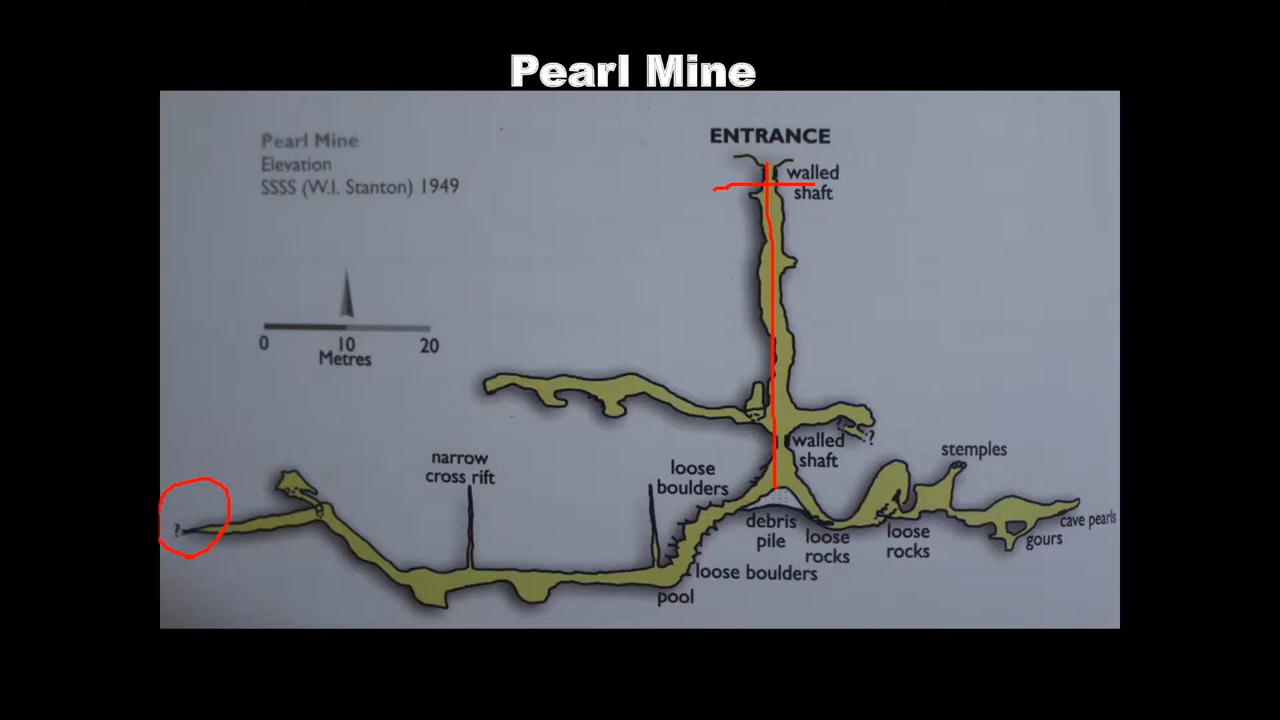 Pearl Mine
Pearl Mine
Elevation
SSSS (W.I. Stanton) 1949
0 10 20
Metres
ENTRANCE
walled
shaft
?
walled
shaft
stemples
narrow
cross rift
loose
boulders
?
debris
pile
loose
rocks
loose
rocks
cave pearls
gours
loose boulders
pool